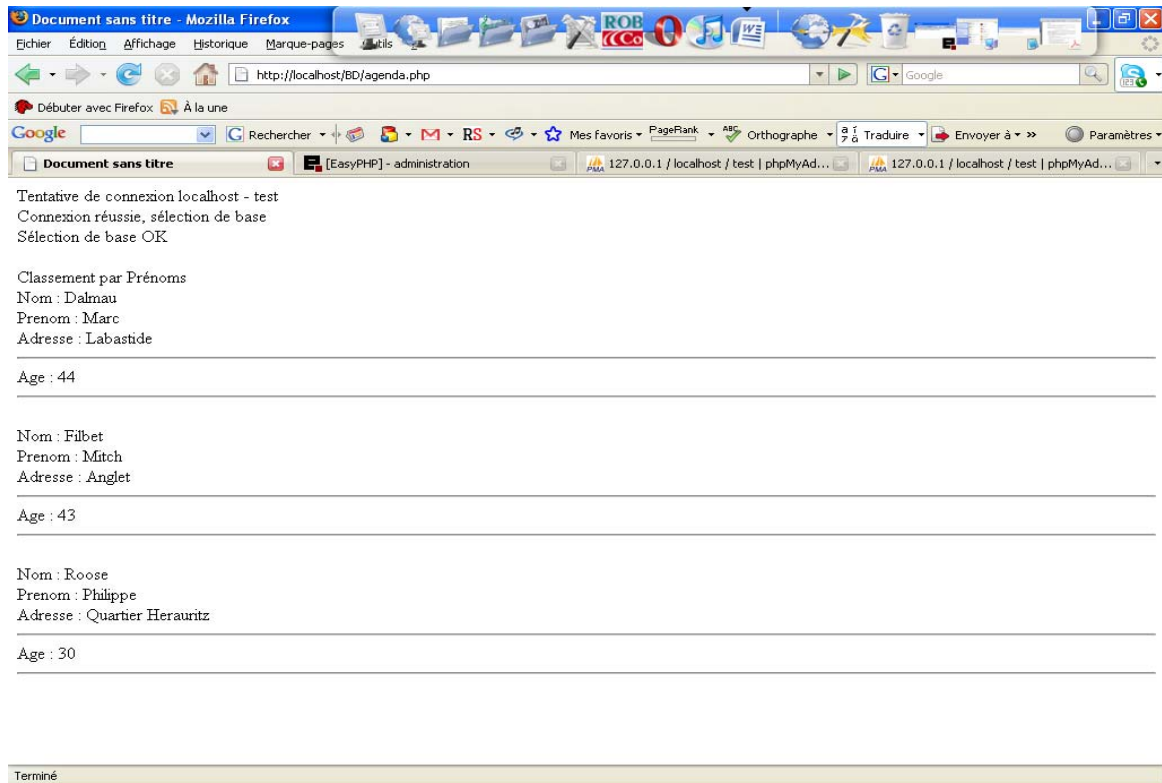 Document sans titre - Mozilla Firefox
ROB
Fichier Édition Affichage Historique Marque-pages
http://localhost/BD/agenda.php
G Google
Débuter avec Firefox À la une
Google G Rechercher RS Mes favoris PageRank ABC Orthographe Traduire Envoyer à » Paramètres
Document sans titre [EasyPHP] - administration 127.0.0.1 / localhost / test | phpMyAd... 127.0.0.1 / localhost / test | phpMyAd...
Tentative de connexion localhost - test
Connexion réussie, sélection de base
Sélection de base OK
Classement par Prénoms
Nom : Dalmau
Prenom : Marc
Adresse : Labastide
Age : 44
Nom : Filbet
Prenom : Mitch
Adresse : Anglet
Age : 43
Nom : Roose
Prenom : Philippe
Adresse : Quartier Herauritz
Age : 30
Terminé